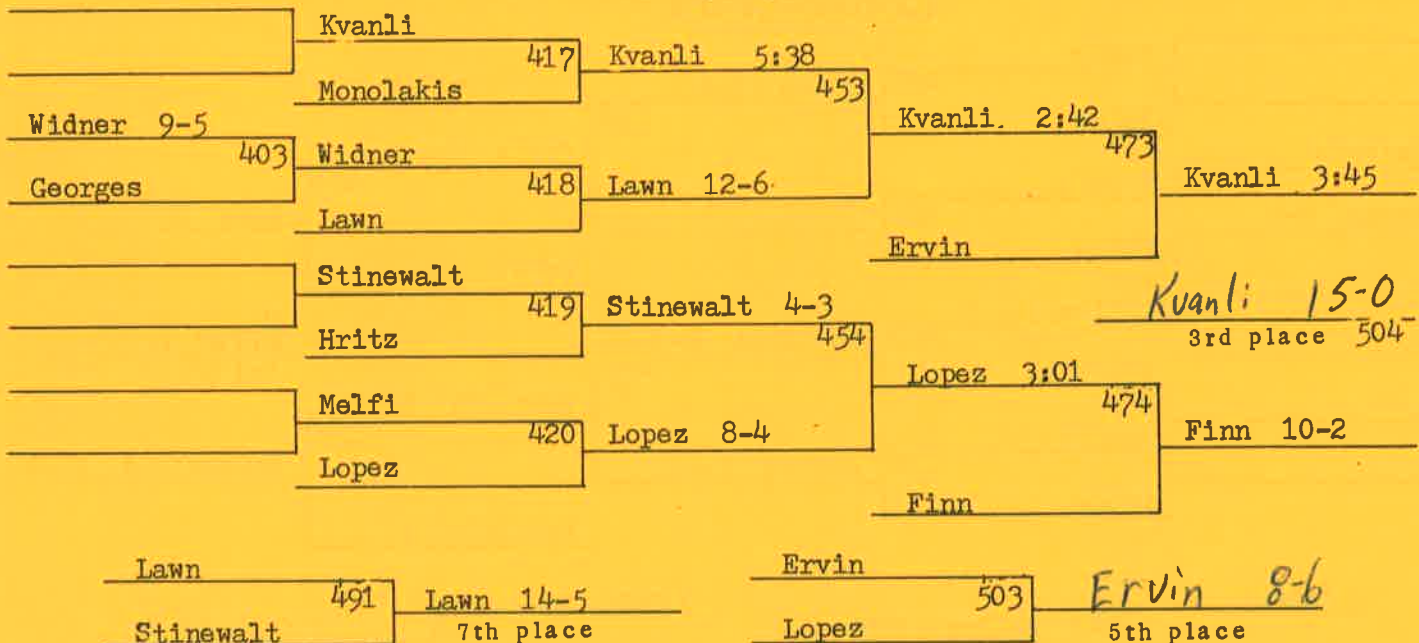 Kvanli
417
Kvanli 5:38
Monolakis
453
Widner 9-5
Kvanli. 2:42
403
Widner
473
Georges
418
Lawn 12-6
Kvanli 3:45
Lawn
Ervin
Stinewalt
419
Stinewalt 4-3
Kvanli 15-0
Hritz
454
3rd place 504
Lopez 3:01
Melfi
474
420
Lopez 8-4
Finn 10-2
Lopez
Finn
Lawn
491
Lawn 14-5
Stinewalt
7th place
Ervin
503
Ervin 8-6
Lopez
5th place